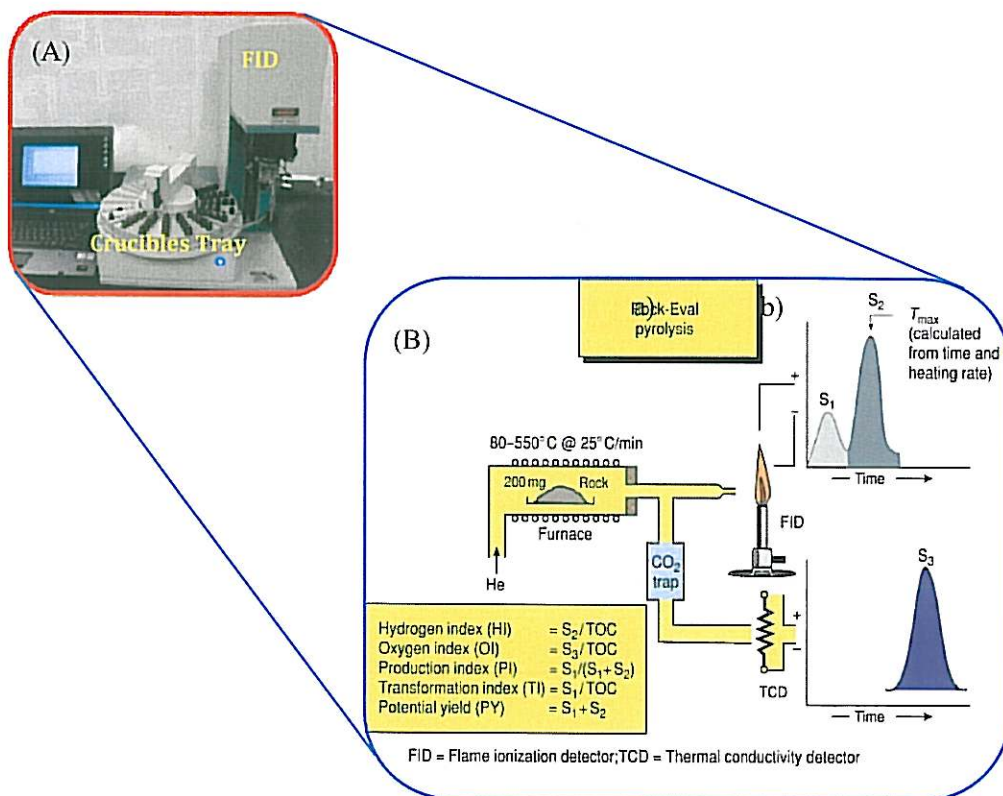 (A)
FID
Crucibles Tray
(B)
a)
Rock-Eval
pyrolysis
b)
S₂
Tmax
(calculated
from time and
heating rate)
S₁
+
−
Time
80–550°C @ 25°C/min
200 mg Rock
Furnace
He
FID
CO₂
trap
S₃
+
−
TCD
Time
Hydrogen index (HI) = S₂/TOC
Oxygen index (OI) = S₃/TOC
Production index (PI) = S₁/(S₁+S₂)
Transformation index (TI) = S₁/TOC
Potential yield (PY) = S₁+S₂
FID = Flame ionization detector;TCD = Thermal conductivity detector